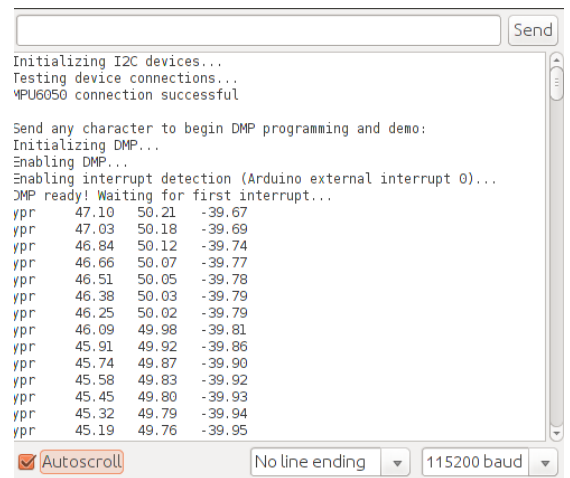 Send
Initializing I2C devices...
Testing device connections...
MPU6050 connection successful
Send any character to begin DMP programming and demo:
Initializing DMP...
Enabling DMP...
Enabling interrupt detection (Arduino external interrupt 0)...
DMP ready! Waiting for first interrupt...
ypr 47.10 50.21 -39.67
ypr 47.03 50.18 -39.69
ypr 46.84 50.12 -39.74
ypr 46.66 50.07 -39.77
ypr 46.51 50.05 -39.78
ypr 46.38 50.03 -39.79
ypr 46.25 50.02 -39.79
ypr 46.09 49.98 -39.81
ypr 45.91 49.92 -39.86
ypr 45.74 49.87 -39.90
ypr 45.58 49.83 -39.92
ypr 45.45 49.80 -39.93
ypr 45.32 49.79 -39.94
ypr 45.19 49.76 -39.95
Autoscroll No line ending 115200 baud